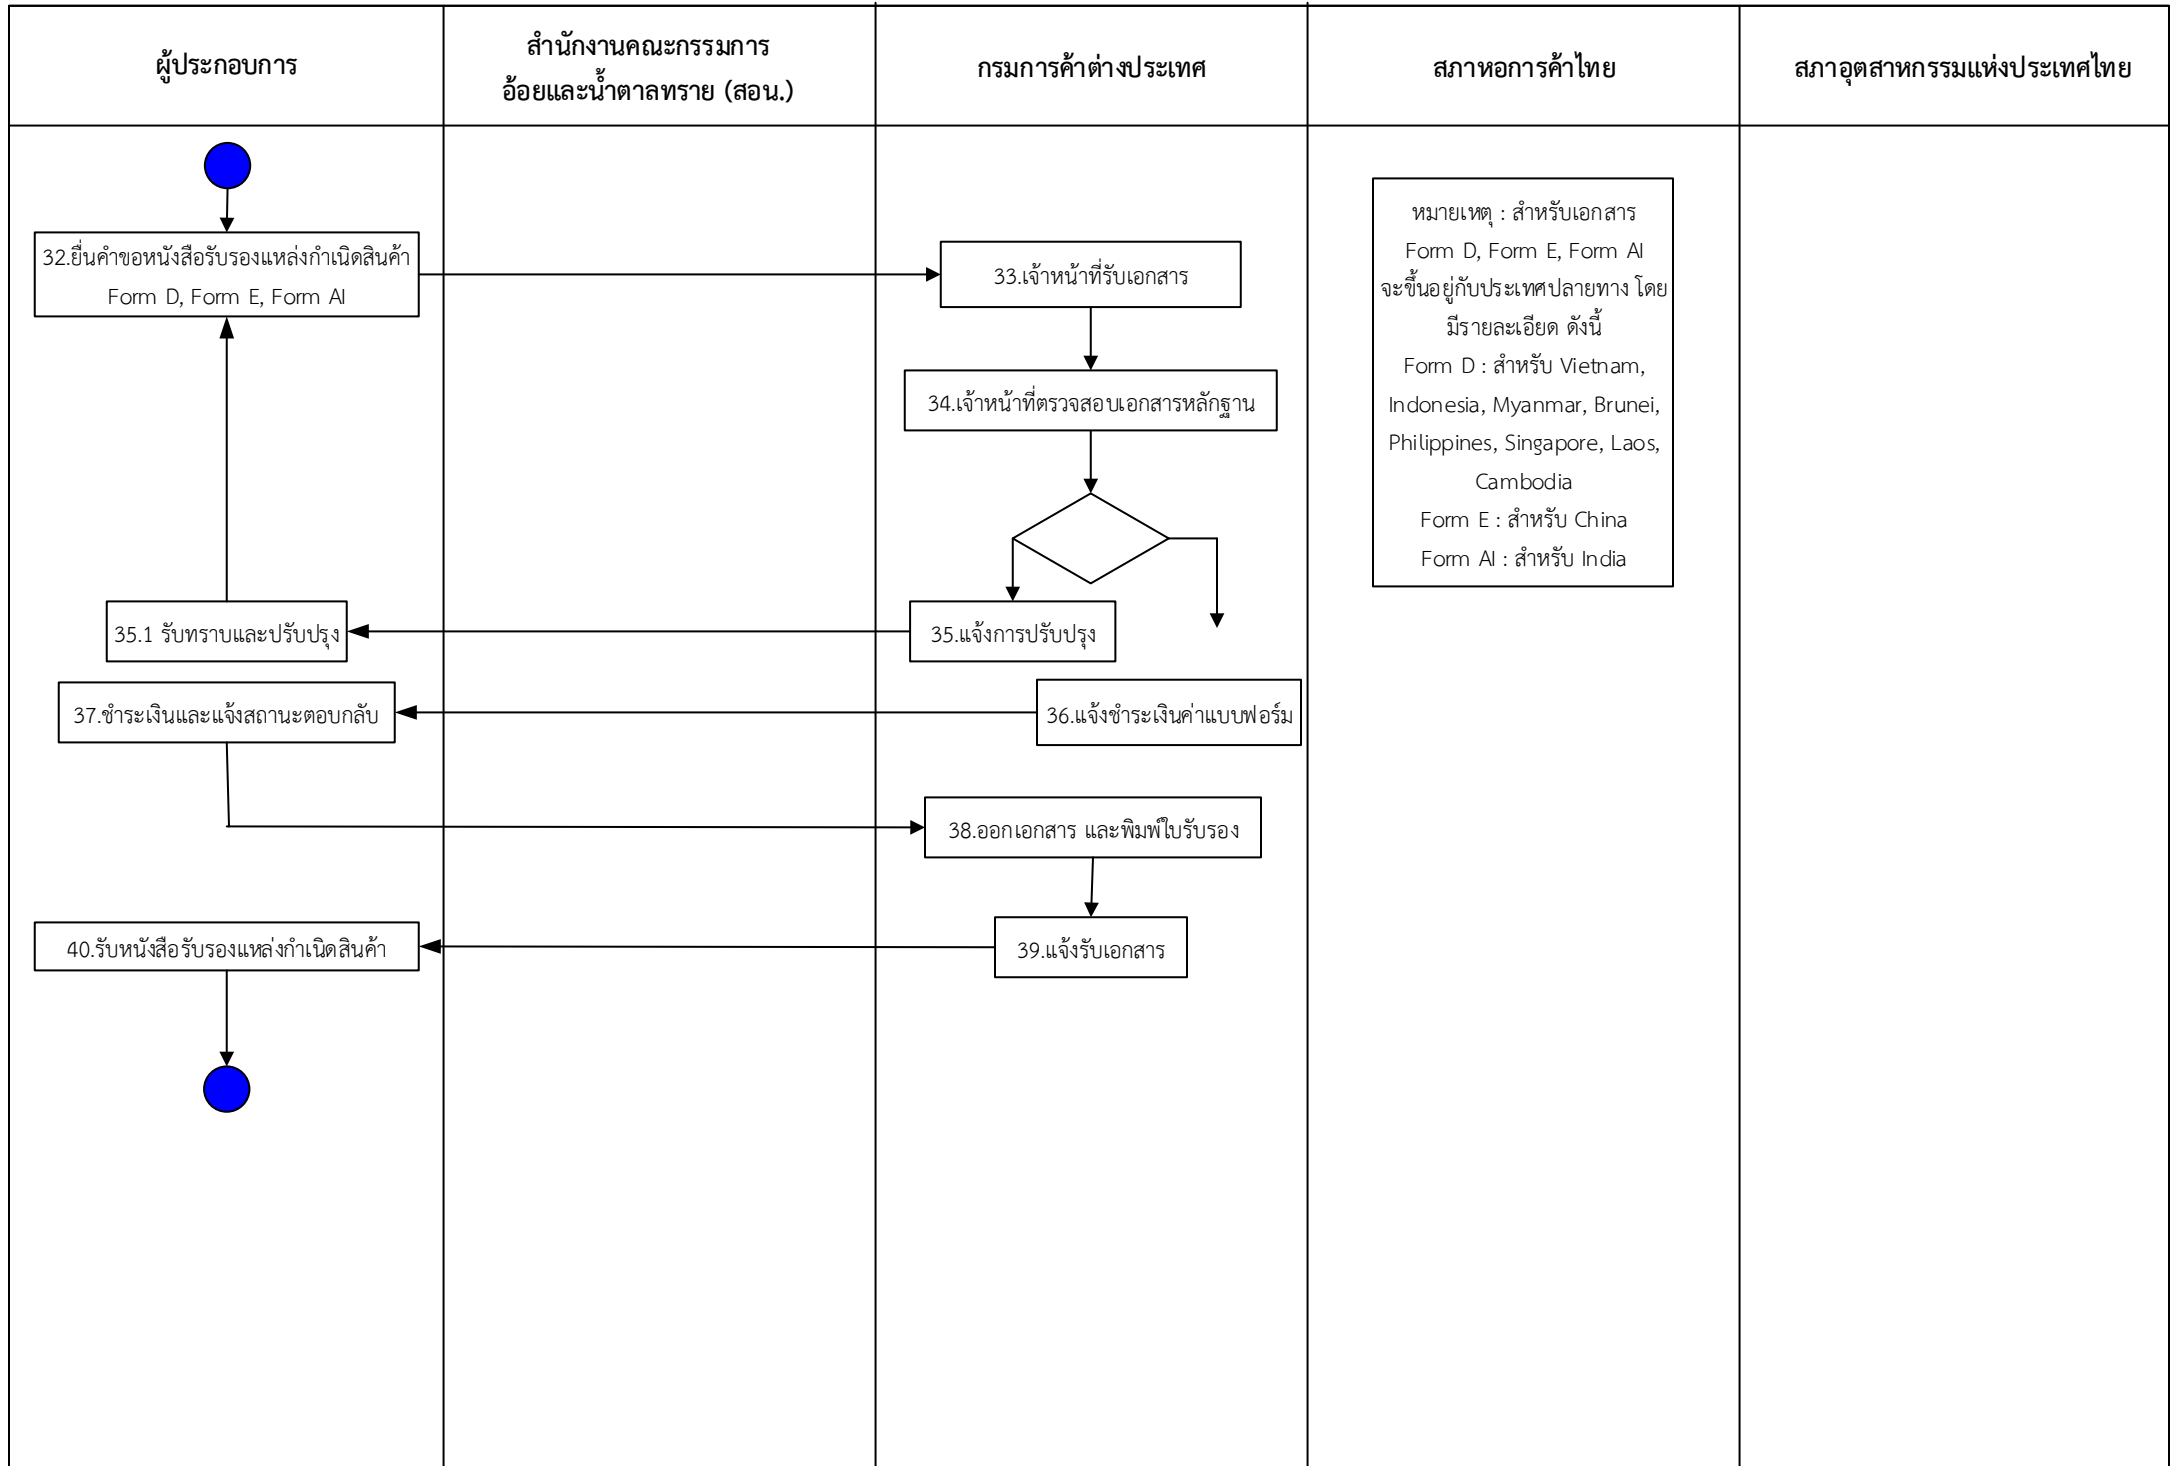 ผู้ประกอบการ
สำนักงานคณะกรรมการ
อ้อยและน้ำตาลทราย (สอน.)
กรมการค้าต่างประเทศ
สภาหอการค้าไทย
สภาอุตสาหกรรมแห่งประเทศไทย
32.ยื่นคำขอหนังสือรับรองแหล่งกำเนิดสินค้า
Form D, Form E, Form AI
33.เจ้าหน้าที่รับเอกสาร
34.เจ้าหน้าที่ตรวจสอบเอกสารหลักฐาน
หมายเหตุ : สำหรับเอกสาร
Form D, Form E, Form AI
จะขึ้นอยู่กับประเทศปลายทาง โดย
มีรายละเอียด ดังนี้
Form D : สำหรับ Vietnam,
Indonesia, Myanmar, Brunei,
Philippines, Singapore, Laos,
Cambodia
Form E : สำหรับ China
Form AI : สำหรับ India
35.1 รับทราบและปรับปรุง
35.แจ้งการปรับปรุง
37.ชำระเงินและแจ้งสถานะตอบกลับ
36.แจ้งชำระเงินค่าแบบฟอร์ม
38.ออกเอกสาร และพิมพ์ใบรับรอง
40.รับหนังสือรับรองแหล่งกำเนิดสินค้า
39.แจ้งรับเอกสาร